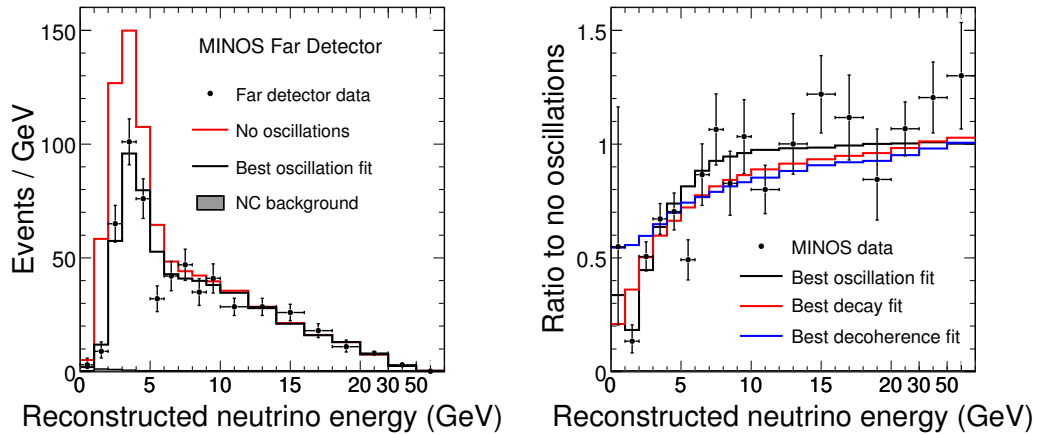 MINOS Far Detector
Far detector data
No oscillations
Best oscillation fit
NC background
Events / GeV
150
100
50
0
0 5 10 15 20 30 50
Reconstructed neutrino energy (GeV)
Ratio to no oscillations
1.5
1
0.5
0
MINOS data
Best oscillation fit
Best decay fit
Best decoherence fit
0 5 10 15 20 30 50
Reconstructed neutrino energy (GeV)